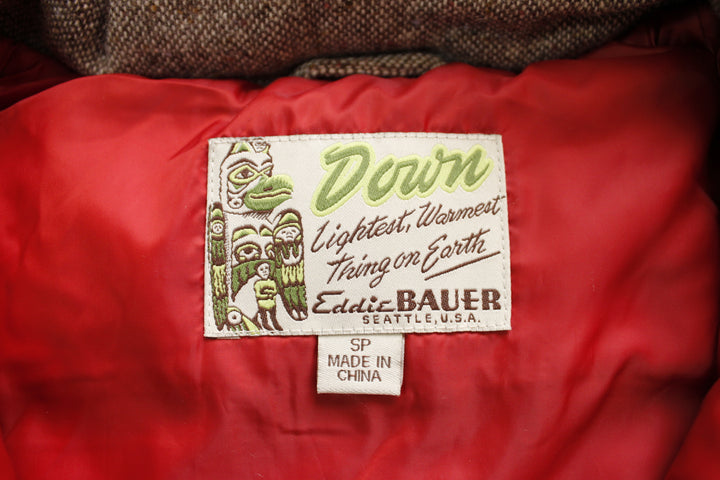 Down
Lightest, Warmest
Thing on Earth
Eddie BAUER
SEATTLE, U.S.A.
SP
MADE IN
CHINA